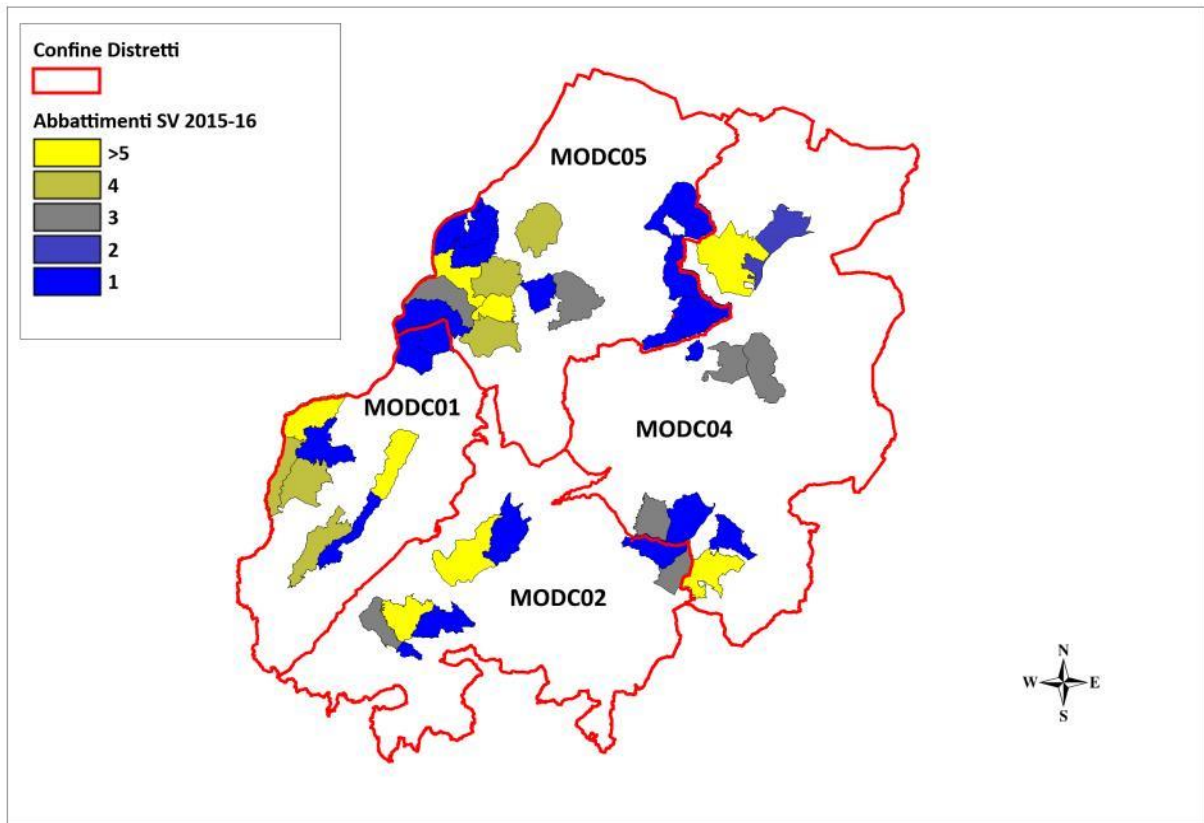 Confine Distretti
Abbattimenti SV 2015-16
>5
4
3
2
1
MODC05
MODC01
MODC04
MODC02
N
W E
S